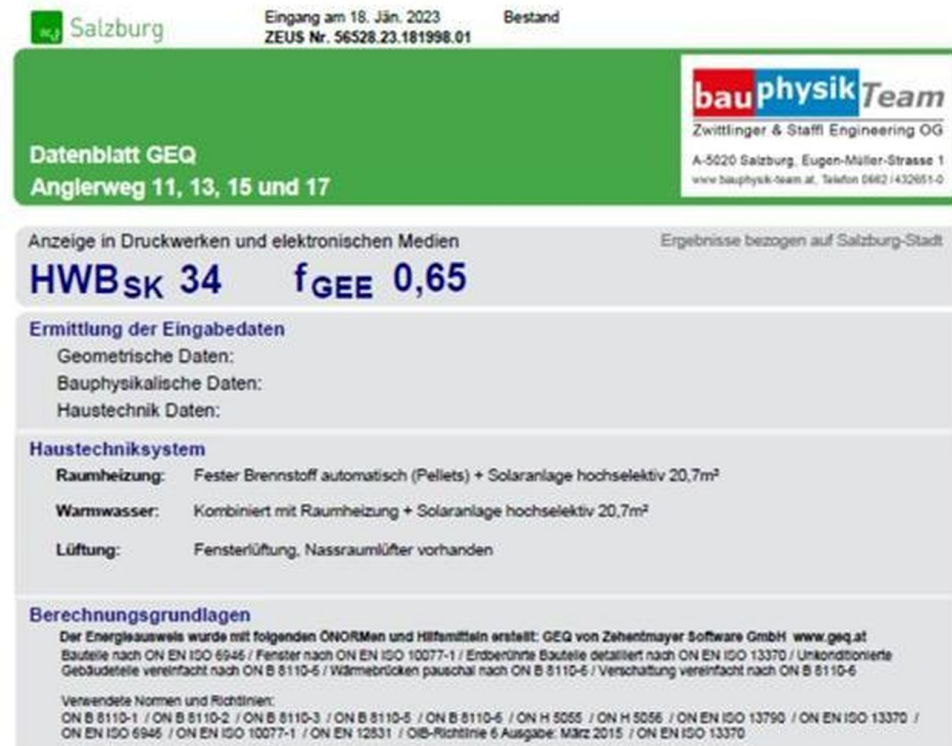 Salzburg
Eingang am 18. Jän. 2023 Bestand
ZEUS Nr. 56528.23.181998.01
bauphysikTeam
Zwittlinger & Staffl Engineering OG
A-5020 Salzburg, Eugen-Müller-Strasse 1
www.bauphysik-team.at, Telefon 0662 / 432651-0
Datenblatt GEQ
Anglerweg 11, 13, 15 und 17
Anzeige in Druckwerken und elektronischen Medien
Ergebnisse bezogen auf Salzburg-Stadt
HWB SK 34 f GEE 0,65
Ermittlung der Eingabedaten
Geometrische Daten:
Bauphysikalische Daten:
Haustechnik Daten:
Haustechniksystem
Raumheizung: Fester Brennstoff automatisch (Pellets) + Solaranlage hochselektiv 20,7m²
Warmwasser: Kombiniert mit Raumheizung + Solaranlage hochselektiv 20,7m²
Lüftung: Fensterlüftung, Nassraumlüfter vorhanden
Berechnungsgrundlagen
Der Energieausweis wurde mit folgenden ÖNORMen und Hilfsmitteln erstellt: GEQ von Zehentmayer Software GmbH www.geq.at
Bauteile nach ON EN ISO 6946 / Fenster nach ON EN ISO 10077-1 / Erdberührte Bauteile detailliert nach ON EN ISO 13370 / Unkonditionierte
Gebäudeteile vereinfacht nach ON B 8110-6 / Wärmebrücken pauschal nach ON B 8110-6 / Verschattung vereinfacht nach ON B 8110-6
Verwendete Normen und Richtlinien:
ON B 8110-1 / ON B 8110-2 / ON B 8110-3 / ON B 8110-5 / ON B 8110-6 / ON H 5055 / ON H 5056 / ON EN ISO 13790 / ON EN ISO 13370 /
ON EN ISO 6946 / ON EN ISO 10077-1 / ON EN 12831 / OIB-Richtlinie 6 Ausgabe: März 2015 / ON EN ISO 13370